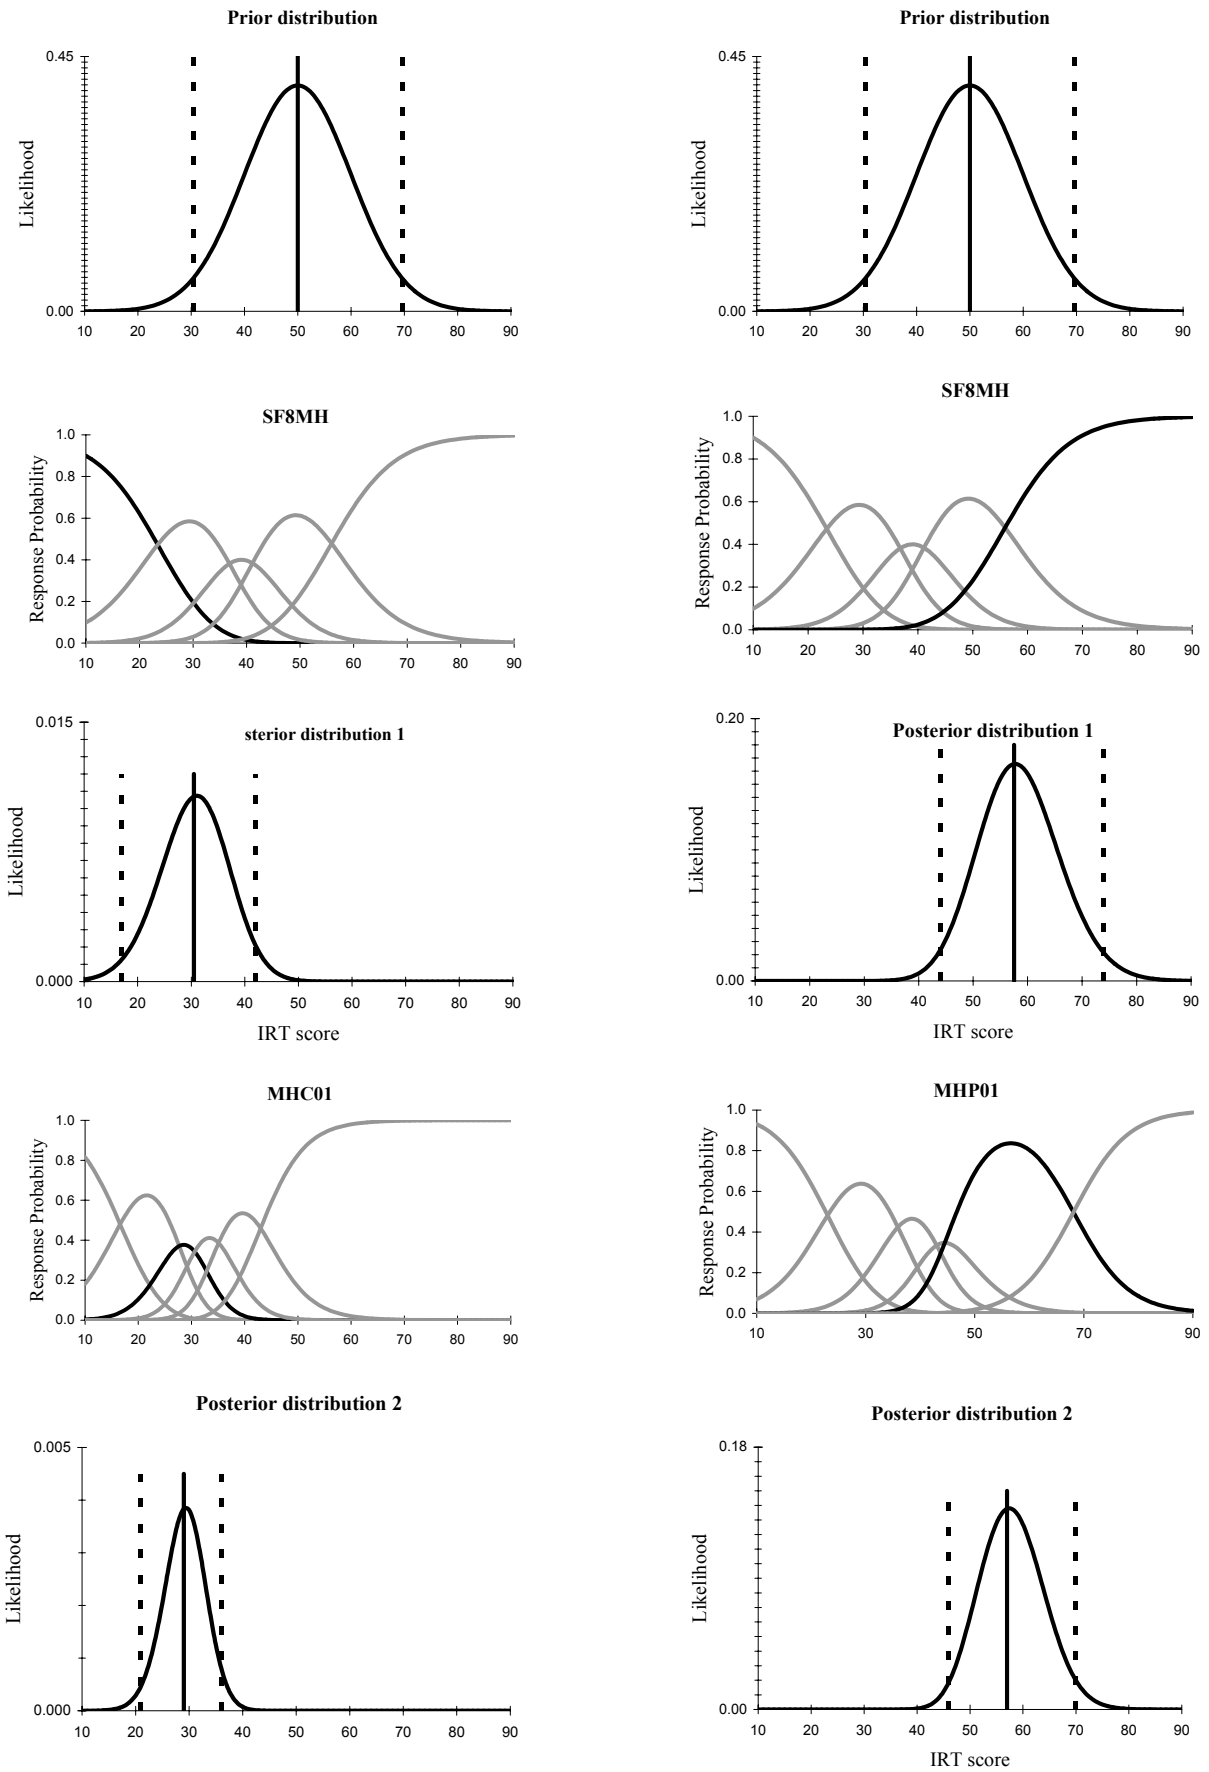 Prior distribution
0.45
Likelihood
0.00
10 20 30 40 50 60 70 80 90
Prior distribution
0.45
Likelihood
0.00
10 20 30 40 50 60 70 80 90
SF8MH
1.0
0.8
0.6
0.4
0.2
0.0
Response Probability
10 20 30 40 50 60 70 80 90
SF8MH
1.0
0.8
0.6
0.4
0.2
0.0
Response Probability
10 20 30 40 50 60 70 80 90
sterior distribution 1
0.015
Likelihood
0.000
10 20 30 40 50 60 70 80 90
IRT score
Posterior distribution 1
0.20
Likelihood
0.00
10 20 30 40 50 60 70 80 90
IRT score
MHC01
1.0
0.8
0.6
0.4
0.2
0.0
Response Probability
10 20 30 40 50 60 70 80 90
MHP01
1.0
0.8
0.6
0.4
0.2
0.0
Response Probability
10 30 50 70 90
Posterior distribution 2
0.005
Likelihood
0.000
10 20 30 40 50 60 70 80 90
Posterior distribution 2
0.18
Likelihood
0.00
10 20 30 40 50 60 70 80 90
IRT score